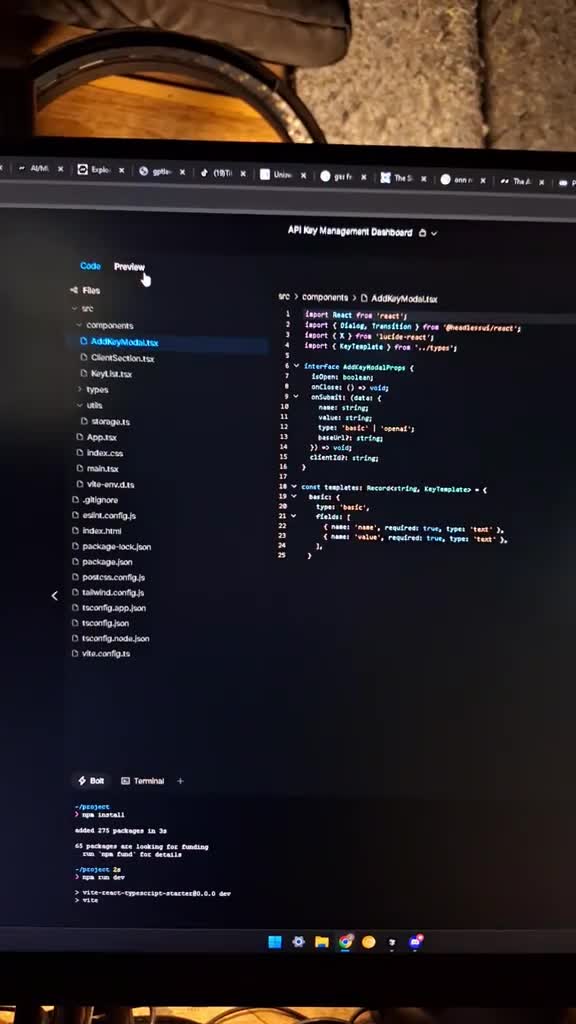 AI/ML
Explo
gptle
(19)Ti
Univ
get fr
The S
onn r
The A
API Key Management Dashboard
Code Preview
Files
src
components
AddKeyModal.tsx
ClientSection.tsx
KeyList.tsx
types
utils
storage.ts
App.tsx
index.css
main.tsx
vite-env.d.ts
.gitignore
eslint.config.js
index.html
package-lock.json
package.json
postcss.config.js
tailwind.config.js
tsconfig.app.json
tsconfig.json
tsconfig.node.json
vite.config.ts
src > components > AddKeyModal.tsx
1 import React from 'react';
2 import { Dialog, Transition } from '@headlessui/react';
3 import { X } from 'lucide-react';
4 import { KeyTemplate } from '../types';
5
6 interface AddKeyModalProps {
7 isOpen: boolean;
8 onClose: () => void;
9 onSubmit: (data: {
10 name: string;
11 value: string;
12 type: 'basic' | 'openai';
13 baseUrl?: string;
14 }) => void;
15 clientId?: string;
16 }
17
18 const templates: Record<string, KeyTemplate> = {
19 basic: {
20 type: 'basic',
21 fields: [
22 { name: 'name', required: true, type: 'text' },
23 { name: 'value', required: true, type: 'text' },
24 ],
25 }
Bolt Terminal +
~/project
> npm install
added 275 packages in 3s
65 packages are looking for funding
run `npm fund` for details
~/project 2s
> npm run dev
> vite-react-typescript-starter@0.0.0 dev
> vite